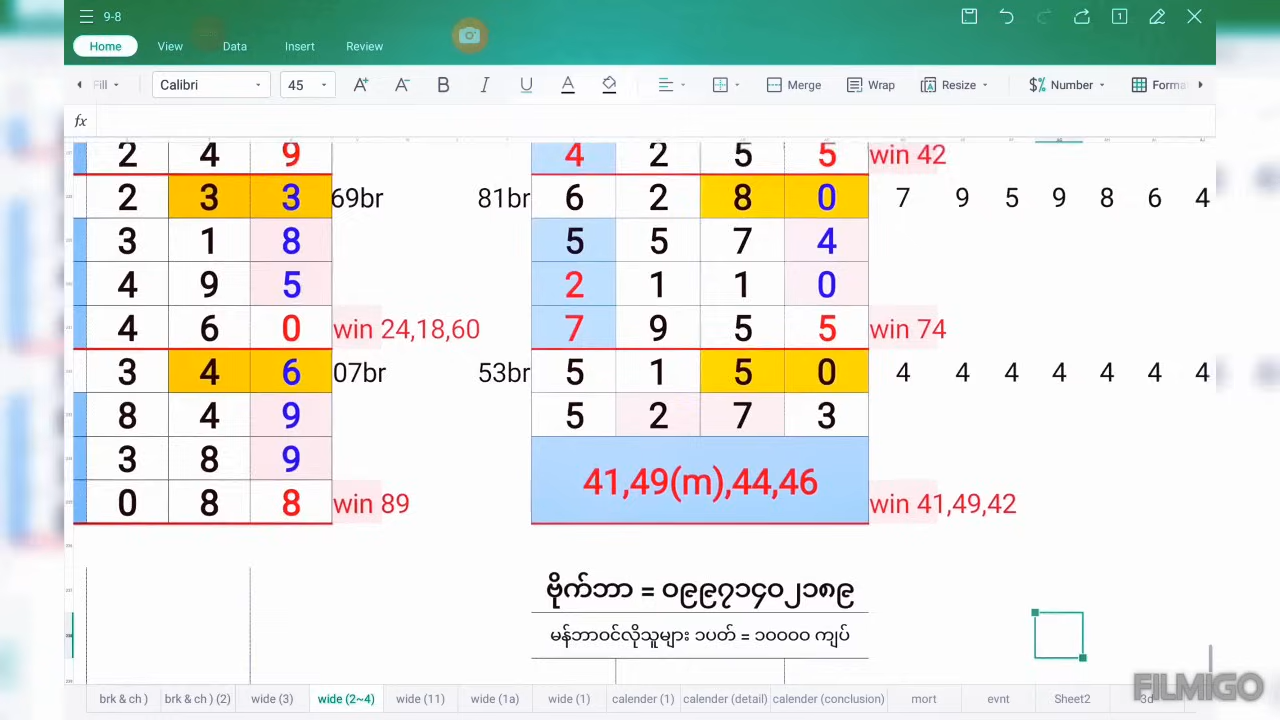 9-8
Home View Data Insert Review
Fill Calibri 45 A+ A- B I U A Merge Wrap Resize $% Number Forma
fx
2 4 9 4 2 5 5 win 42
2 3 3 69br 81br 6 2 8 0 7 9 5 9 8 6 4
3 1 8 5 5 7 4
4 9 5 2 1 1 0
4 6 0 win 24,18,60 7 9 5 5 win 74
3 4 6 07br 53br 5 1 5 0 4 4 4 4 4 4 4
8 4 9 5 2 7 3
3 8 9 41,49(m),44,46
0 8 8 win 89 win 41,49,42
ဗိုက်ဘာ = ၀၉၉၇၁၄၀၂၁၈၉
မန်ဘာဝင်လိုသူများ ၁ပတ် = ၁၀၀၀၀ ကျပ်
brk & ch ) brk & ch ) (2) wide (3) wide (2~4) wide (11) wide (1a) wide (1) calender (1) calender (detail) calender (conclusion) mort evnt Sheet2 3d
FILMIGO